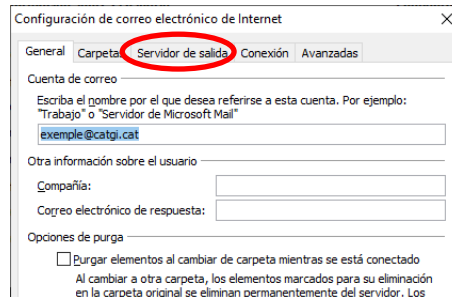 Configuración de correo electrónico de Internet
General Carpetas Servidor de salida Conexión Avanzadas
Cuenta de correo
Escriba el nombre por el que desea referirse a esta cuenta. Por ejemplo:
"Trabajo" o "Servidor de Microsoft Mail"
exemple@catgi.cat
Otra información sobre el usuario
Compañía:
Correo electrónico de respuesta:
Opciones de purga
Purgar elementos al cambiar de carpeta mientras se está conectado
Al cambiar a otra carpeta, los elementos marcados para su eliminación
en la carpeta original se eliminan permanentemente del servidor. Los